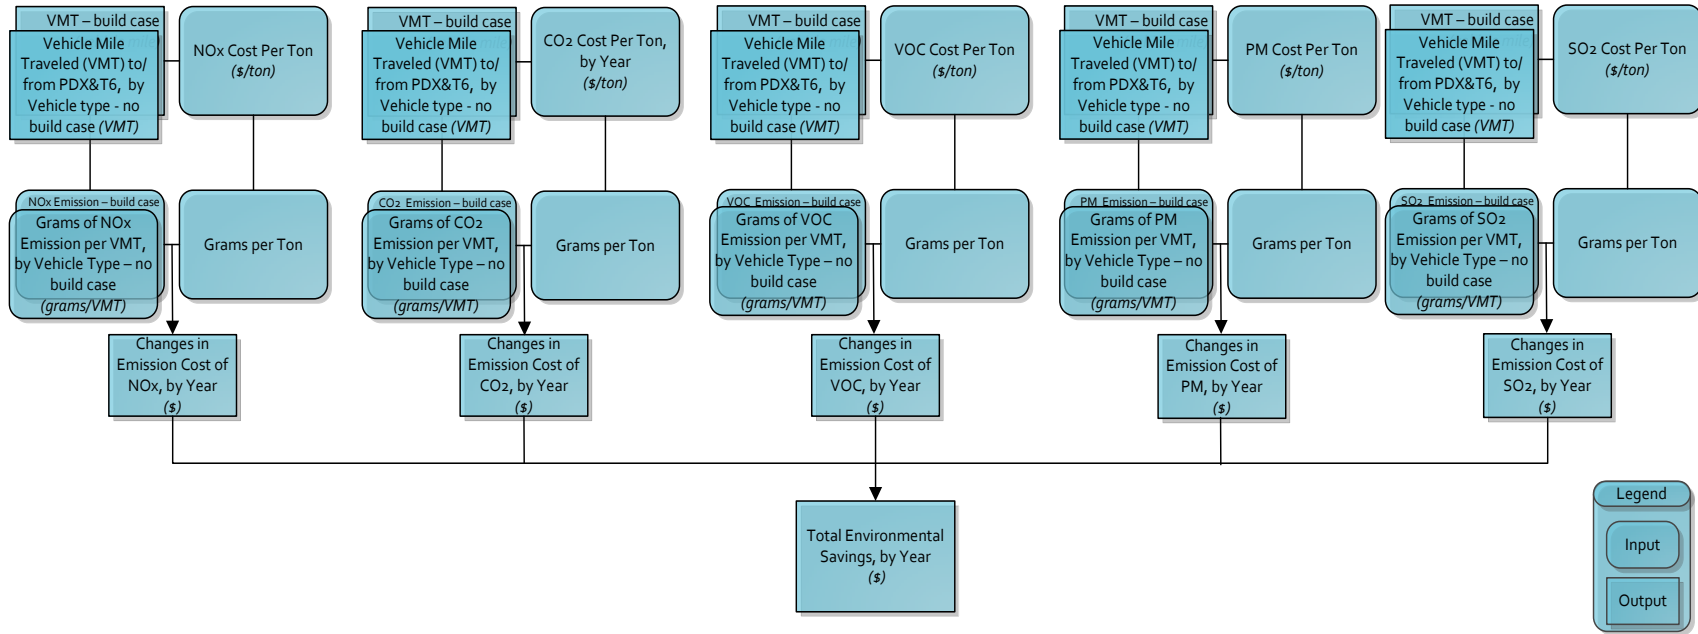 VMT – build case
Vehicle Mile
Traveled (VMT) to/
from PDX&T6, by
Vehicle type - no
build case (VMT)
NOx Cost Per Ton
($/ton)
VMT – build case
Vehicle Mile
Traveled (VMT) to/
from PDX&T6, by
Vehicle type - no
build case (VMT)
CO2 Cost Per Ton,
by Year
($/ton)
VMT – build case
Vehicle Mile
Traveled (VMT) to/
from PDX&T6, by
Vehicle type - no
build case (VMT)
VOC Cost Per Ton
($/ton)
VMT – build case
Vehicle Mile
Traveled (VMT) to/
from PDX&T6, by
Vehicle type - no
build case (VMT)
PM Cost Per Ton
($/ton)
VMT – build case
Vehicle Mile
Traveled (VMT) to/
from PDX&T6, by
Vehicle type - no
build case (VMT)
SO2 Cost Per Ton
($/ton)
NOx Emission – build case
Grams of NOx
Emission per VMT,
by Vehicle Type – no
build case
(grams/VMT)
Grams per Ton
CO2 Emission – build case
Grams of CO2
Emission per VMT,
by Vehicle Type – no
build case
(grams/VMT)
Grams per Ton
VOC Emission – build case
Grams of VOC
Emission per VMT,
by Vehicle Type – no
build case
(grams/VMT)
Grams per Ton
PM Emission – build case
Grams of PM
Emission per VMT,
by Vehicle Type – no
build case
(grams/VMT)
Grams per Ton
SO2 Emission – build case
Grams of SO2
Emission per VMT,
by Vehicle Type – no
build case
(grams/VMT)
Grams per Ton
Changes in
Emission Cost of
NOx, by Year
($)
Changes in
Emission Cost of
CO2, by Year
($)
Changes in
Emission Cost of
VOC, by Year
($)
Changes in
Emission Cost of
PM, by Year
($)
Changes in
Emission Cost of
SO2, by Year
($)
Total Environmental
Savings, by Year
($)
Legend
Input
Output